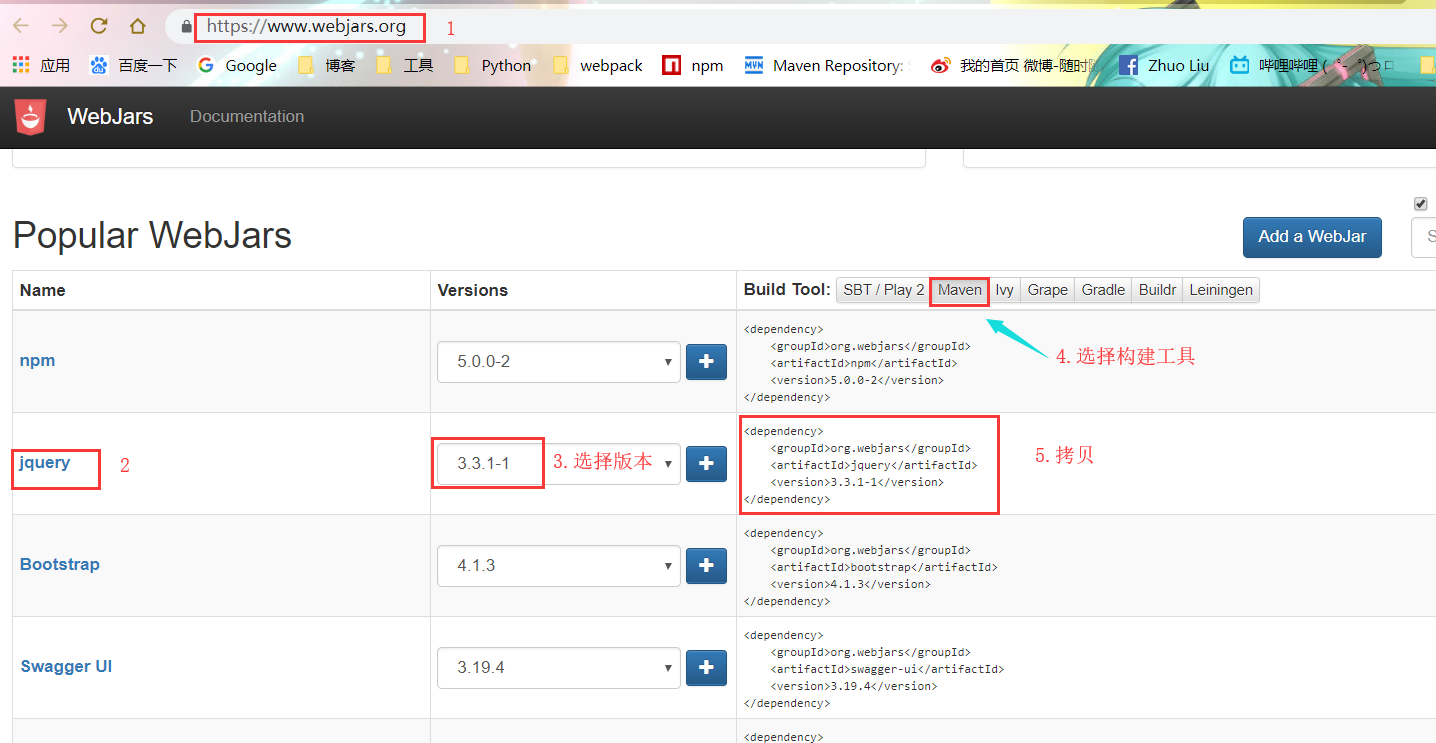 https://www.webjars.org 1
应用 百度一下 Google 博客 工具 Python webpack npm Maven Repository: 我的首页 微博-随时 Zhuo Liu 哔哩哔哩 ( ゜- ゜)つロ
WebJars Documentation
Popular WebJars
Add a WebJar
Name Versions Build Tool: SBT / Play 2 Maven Ivy Grape Gradle Buildr Leiningen
4.选择构建工具
npm 5.0.0-2
<dependency>
<groupId>org.webjars</groupId>
<artifactId>npm</artifactId>
<version>5.0.0-2</version>
</dependency>
jquery 2 3.3.1-1 3.选择版本
<dependency>
<groupId>org.webjars</groupId>
<artifactId>jquery</artifactId>
<version>3.3.1-1</version>
</dependency>
5.拷贝
Bootstrap 4.1.3
<dependency>
<groupId>org.webjars</groupId>
<artifactId>bootstrap</artifactId>
<version>4.1.3</version>
</dependency>
Swagger UI 3.19.4
<dependency>
<groupId>org.webjars</groupId>
<artifactId>swagger-ui</artifactId>
<version>3.19.4</version>
</dependency>
<dependency>